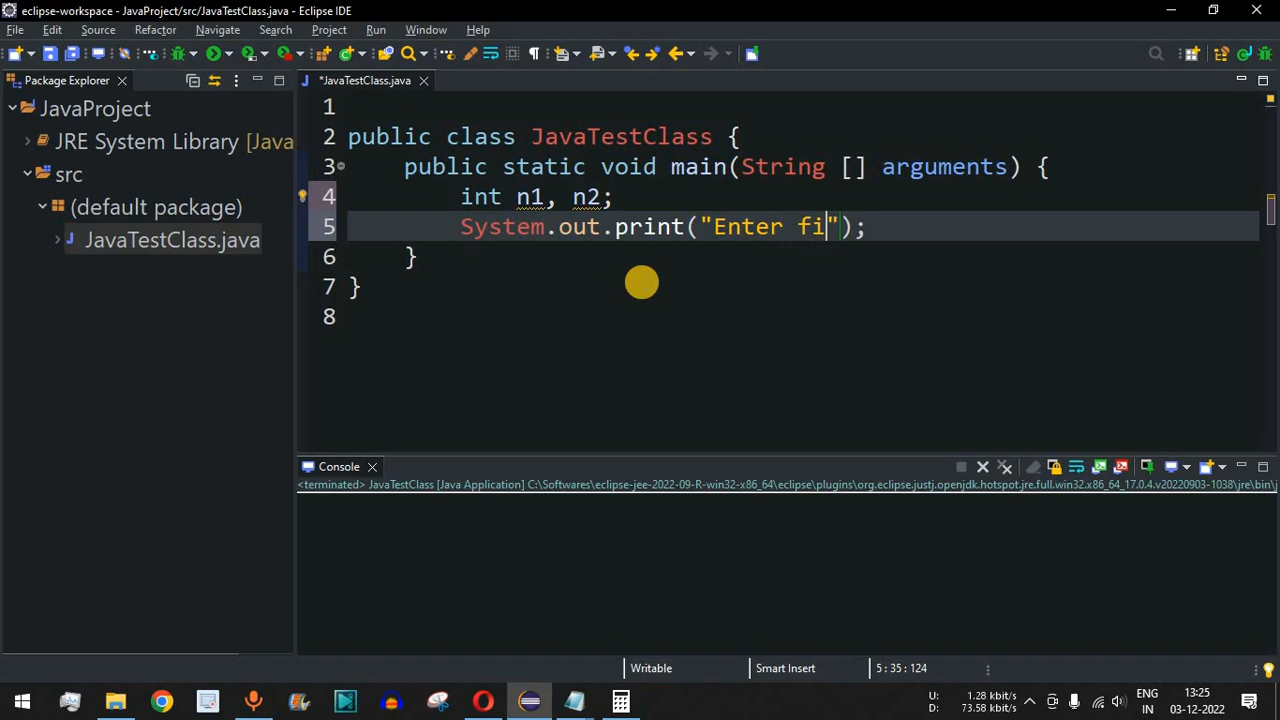 eclipse-workspace - JavaProject/src/JavaTestClass.java - Eclipse IDE
File Edit Source Refactor Navigate Search Project Run Window Help
Package Explorer
*JavaTestClass.java
JavaProject
JRE System Library [Java
src
(default package)
JavaTestClass.java
1
2 public class JavaTestClass {
3 public static void main(String [] arguments) {
4 int n1, n2;
5 System.out.print("Enter fi");
6 }
7 }
8
Console
<terminated> JavaTestClass [Java Application] C:\Softwares\eclipse-jee-2022-09-R-win32-x86_64\eclipse\plugins\org.eclipse.justj.openjdk.hotspot.jre.full.win32.x86_64_17.0.4.v20220903-1038\jre\bin\j
Writable Smart Insert 5 : 35 : 124
U: 1.28 kbit/s
D: 73.58 kbit/s
ENG
IN
13:25
03-12-2022